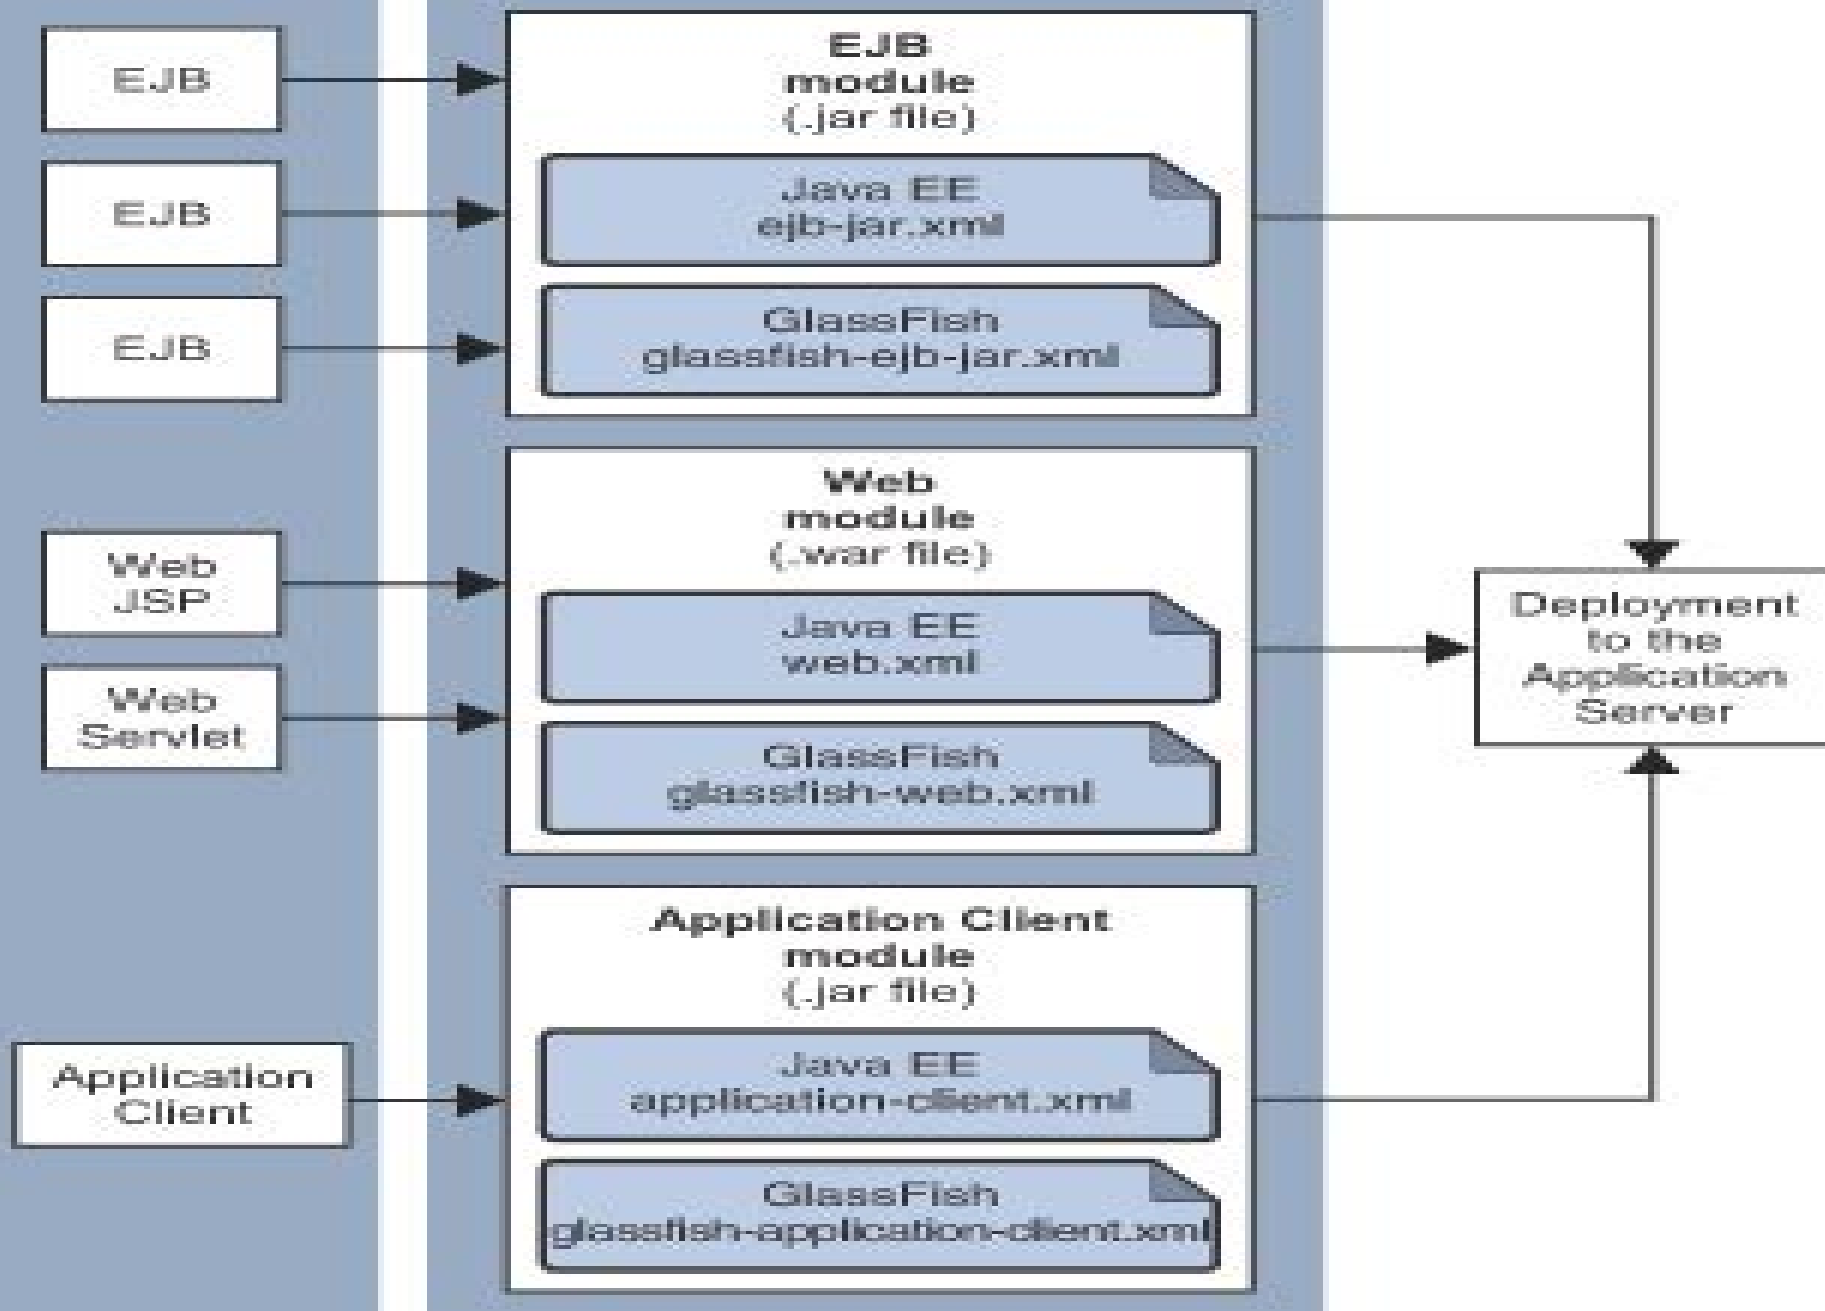 EJB
EJB
EJB
Web
JSP
Web
Servlet
Application
Client
EJB
module
(.jar file)
Java EE
ejb-jar.xml
GlassFish
glassfish-ejb-jar.xml
Web
module
(.war file)
Java EE
web.xml
GlassFish
glassfish-web.xml
Application Client
module
(.jar file)
Java EE
application-client.xml
GlassFish
glassfish-application-client.xml
Deployment
to the
Application
Server